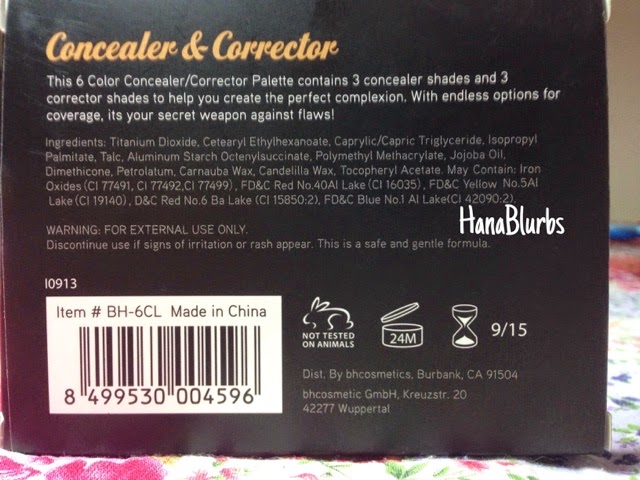 Concealer & Corrector
This 6 Color Concealer/Corrector Palette contains 3 concealer shades and 3
corrector shades to help you create the perfect complexion. With endless options for
coverage, its your secret weapon against flaws!
Ingredients: Titanium Dioxide, Cetearyl Ethylhexanoate, Caprylic/Capric Triglyceride, Isopropyl
Palmitate, Talc, Aluminum Starch Octenylsuccinate, Polymethyl Methacrylate, Jojoba Oil,
Dimethicone, Petrolatum, Carnauba Wax, Candelilla Wax, Tocopheryl Acetate. May Contain: Iron
Oxides (CI 77491, CI 77492,CI 77499) , FD&C Red No.40Al Lake (CI 16035), FD&C Yellow No.5Al
Lake (CI 19140), D&C Red No.6 Ba Lake (CI 15850:2), FD&C Blue No.1 Al Lake(CI 42090:2).
HanaBlurbs
WARNING: FOR EXTERNAL USE ONLY.
Discontinue use if signs of irritation or rash appear. This is a safe and gentle formula.
I0913
Item # BH-6CL Made in China
8 499530 004596
NOT TESTED
ON ANIMALS
24M
9/15
Dist. By bhcosmetics, Burbank, CA 91504
bhcosmetic GmbH, Kreuzstr. 20
42277 Wuppertal